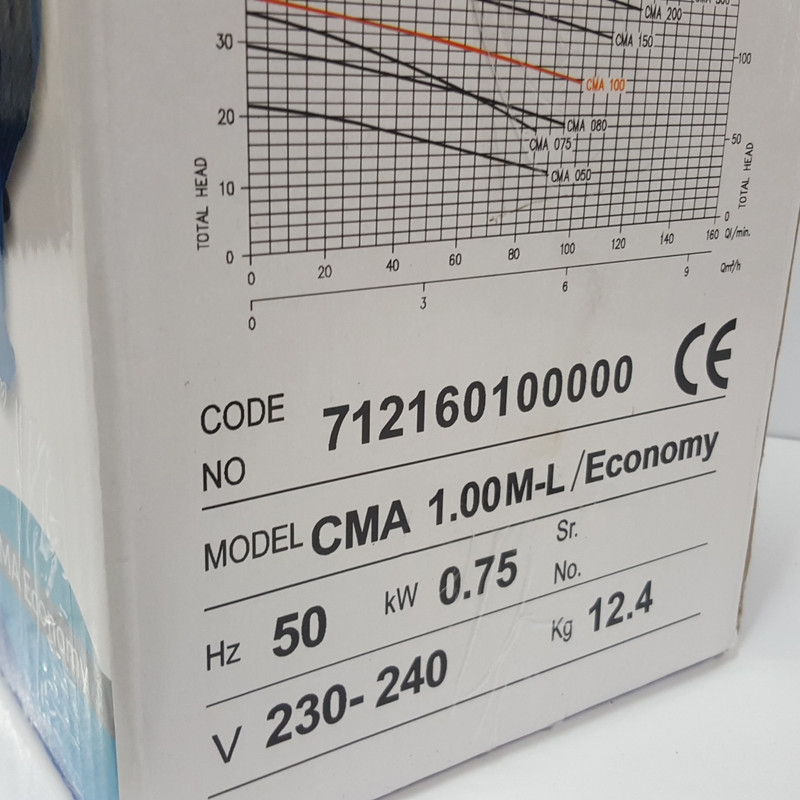 CMA 200
CMA 150
30
100
CMA 100
CMA 080
20
50
CMA 075
CMA 050
TOTAL HEAD
TOTAL HEAD
10
0
0
0 20 40 60 80 100 120 140 160 Ql/min.
0 3 6 9 Qm³/h
CE
CODE NO 712160100000
MODEL CMA 1.00M-L/Economy
Hz 50 kW 0.75 Sr. No.
V 230-240 Kg 12.4
Economy